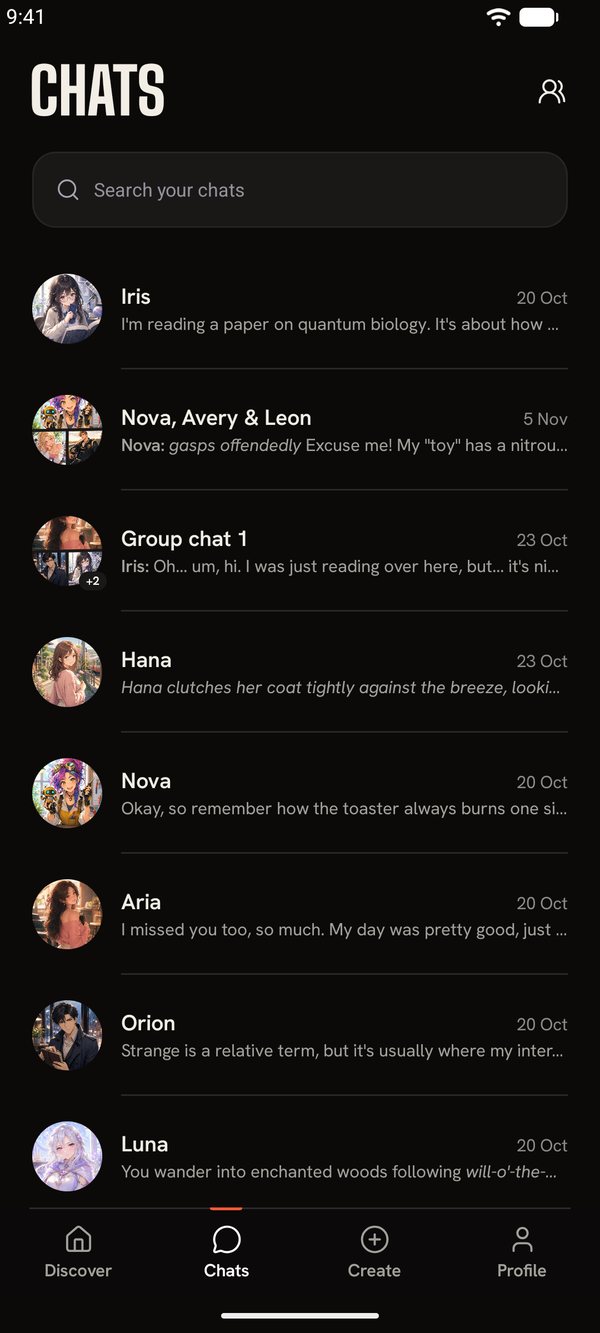 9:41
CHATS
Search your chats
Iris
20 Oct
I'm reading a paper on quantum biology. It's about how ...
Nova, Avery & Leon
5 Nov
Nova: gasps offendedly Excuse me! My "toy" has a nitrou...
Group chat 1
23 Oct
Iris: Oh... um, hi. I was just reading over here, but... it's ni...
+2
Hana
23 Oct
Hana clutches her coat tightly against the breeze, looki...
Nova
20 Oct
Okay, so remember how the toaster always burns one si...
Aria
20 Oct
I missed you too, so much. My day was pretty good, just ...
Orion
20 Oct
Strange is a relative term, but it's usually where my inter...
Luna
20 Oct
You wander into enchanted woods following will-o'-the-...
Discover
Chats
Create
Profile